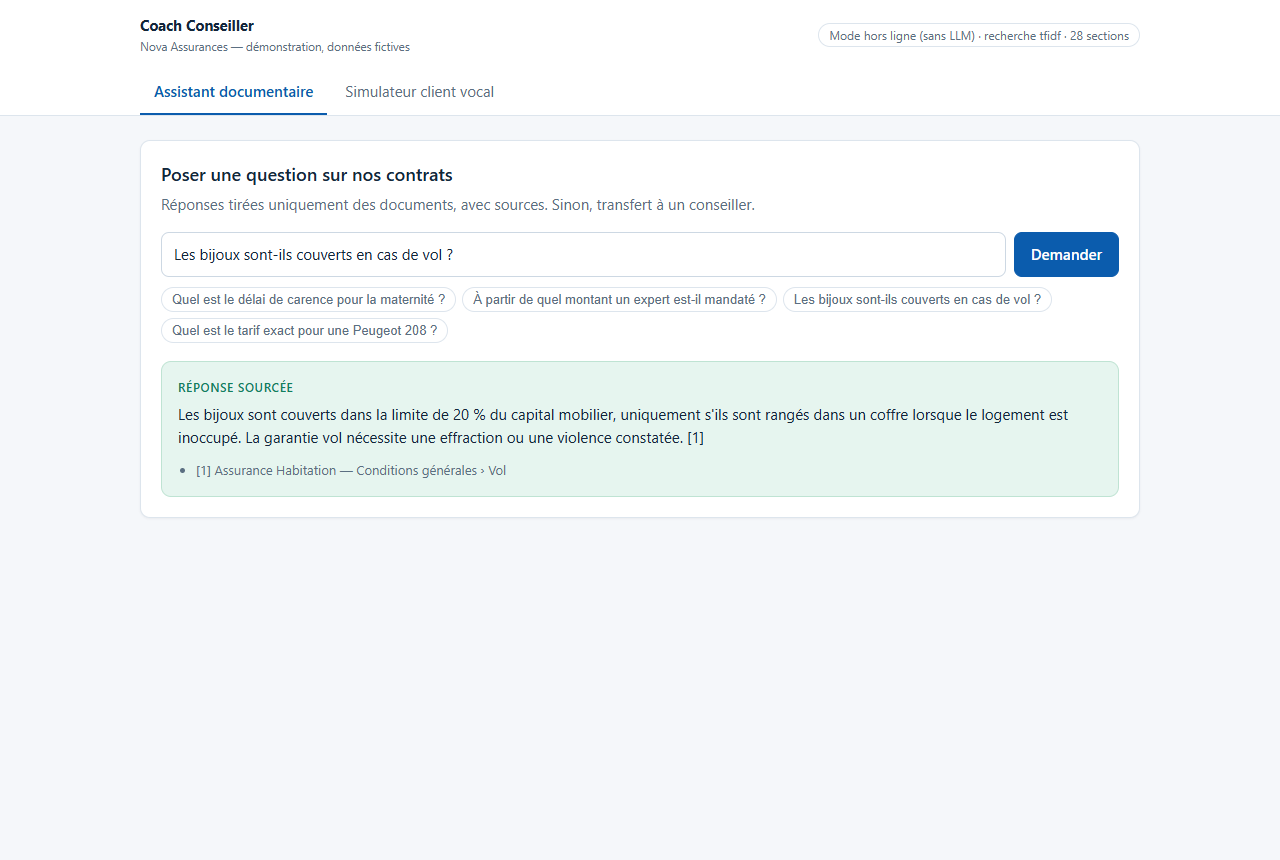 Coach Conseiller
Nova Assurances — démonstration, données fictives
Mode hors ligne (sans LLM) · recherche tfidf · 28 sections
Assistant documentaire
Simulateur client vocal
Poser une question sur nos contrats
Réponses tirées uniquement des documents, avec sources. Sinon, transfert à un conseiller.
Les bijoux sont-ils couverts en cas de vol ?
Demander
Quel est le délai de carence pour la maternité ?
À partir de quel montant un expert est-il mandaté ?
Les bijoux sont-ils couverts en cas de vol ?
Quel est le tarif exact pour une Peugeot 208 ?
RÉPONSE SOURCÉE
Les bijoux sont couverts dans la limite de 20 % du capital mobilier, uniquement s'ils sont rangés dans un coffre lorsque le logement est
inoccupé. La garantie vol nécessite une effraction ou une violence constatée. [1]
• [1] Assurance Habitation — Conditions générales › Vol